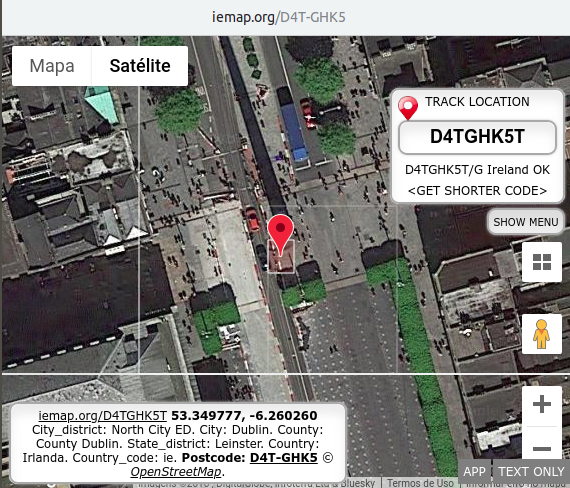 iemap.org/D4T-GHK5
Mapa
Satélite
TRACK LOCATION
D4TGHK5T
D4TGHK5T/G Ireland OK
<GET SHORTER CODE>
SHOW MENU
iemap.org/D4TGHK5T 53.349777, -6.260260
City_district: North City ED. City: Dublin. County:
County Dublin. State_district: Leinster. Country:
Irlanda. Country_code: ie. Postcode: D4T-GHK5 ©
OpenStreetMap.
APP
TEXT ONLY
Bluesky
Termos de Uso